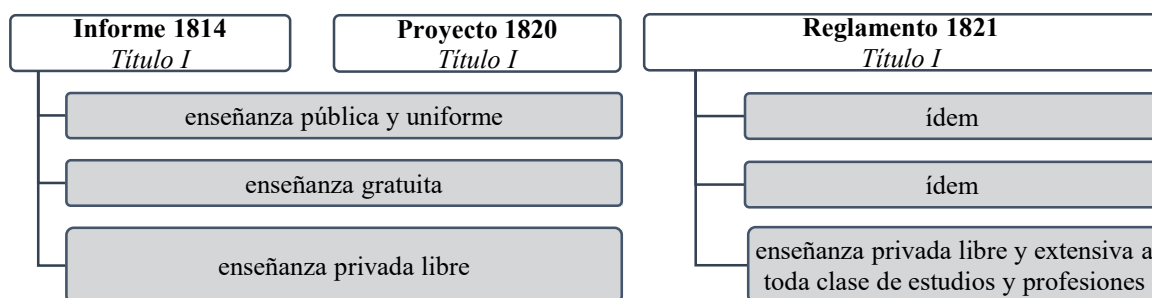 Informe 1814
Título I
Proyecto 1820
Título I
Reglamento 1821
Título I
enseñanza pública y uniforme
enseñanza gratuita
enseñanza privada libre
ídem
ídem
enseñanza privada libre y extensiva a
toda clase de estudios y profesiones